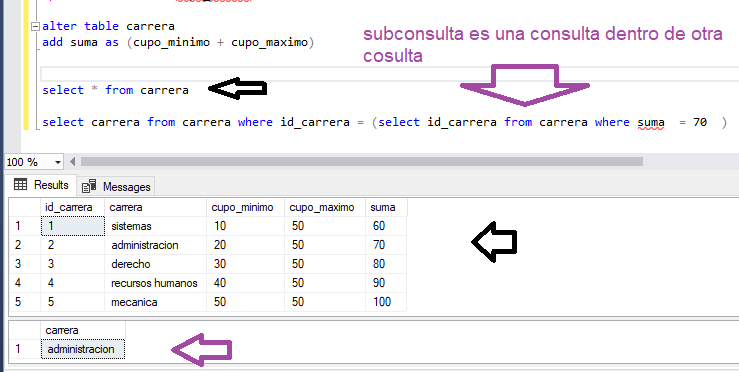 alter table carrera
add suma as (cupo_minimo + cupo_maximo)
subconsulta es una consulta dentro de otra
cosulta
select * from carrera
select carrera from carrera where id_carrera = (select id_carrera from carrera where suma = 70 )
100 %
Results Messages
id_carrera carrera cupo_minimo cupo_maximo suma
1 1 sistemas 10 50 60
2 2 administracion 20 50 70
3 3 derecho 30 50 80
4 4 recursos humanos 40 50 90
5 5 mecanica 50 50 100
carrera
1 administracion